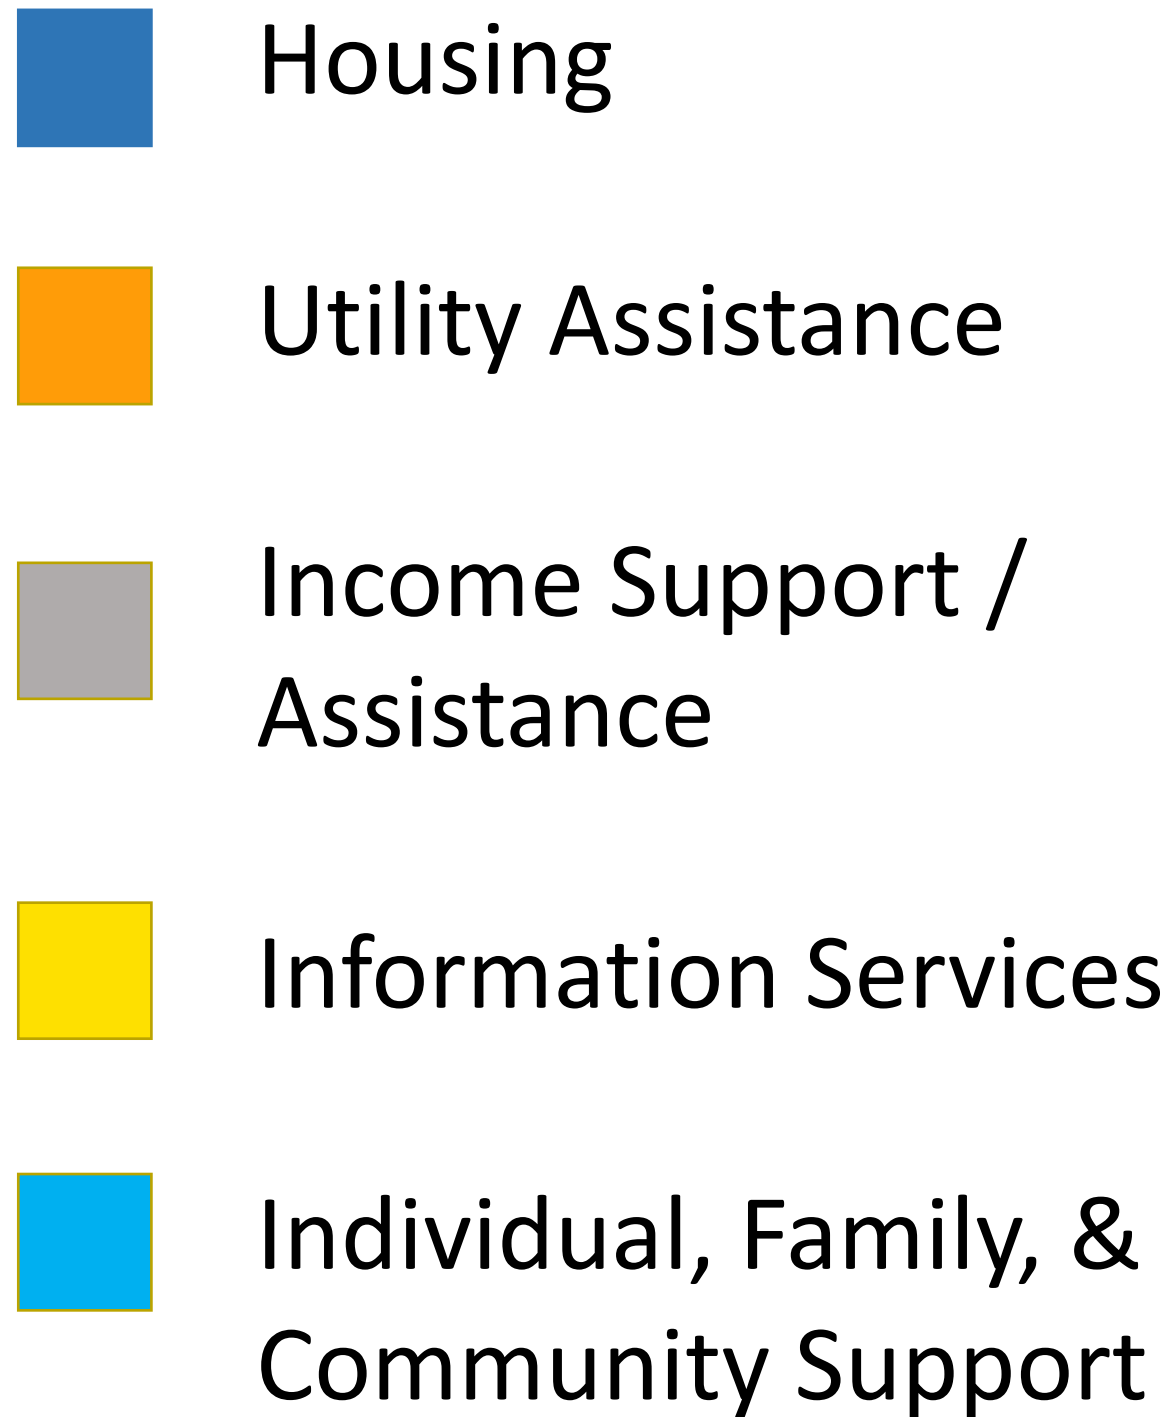 Housing
Utility Assistance
Income Support /
Assistance
Information Services
Individual, Family, &
Community Support